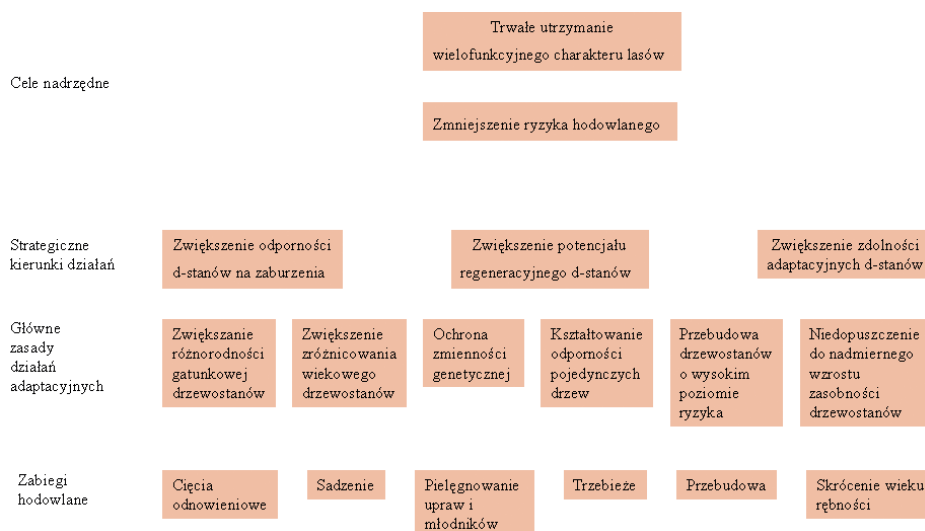 Trwałe utrzymanie
wielofunkcyjnego charakteru lasów
Cele nadrzędne
Zmniejszenie ryzyka hodowlanego
Strategiczne
kierunki działań
Zwiększenie odporności
d-stanów na zaburzenia
Zwiększenie potencjału
regeneracyjnego d-stanów
Zwiększenie zdolności
adaptacyjnych d-stanów
Główne
zasady
działań
adaptacyjnych
Zwiększanie
różnorodności
gatunkowej
drzewostanów
Zwiększenie
zróżnicowania
wiekowego
drzewostanów
Ochrona
zmienności
genetycznej
Kształtowanie
odporności
pojedynczych
drzew
Przebudowa
drzewostanów
o wysokim
poziomie
ryzyka
Niedopuszczenie
do nadmiernego
wzrostu
zasobności
drzewostanów
Zabiegi
hodowlane
Cięcia
odnowieniowe
Sadzenie
Pielęgnowanie
upraw i
młodników
Trzebieże
Przebudowa
Skrócenie wieku
rębności